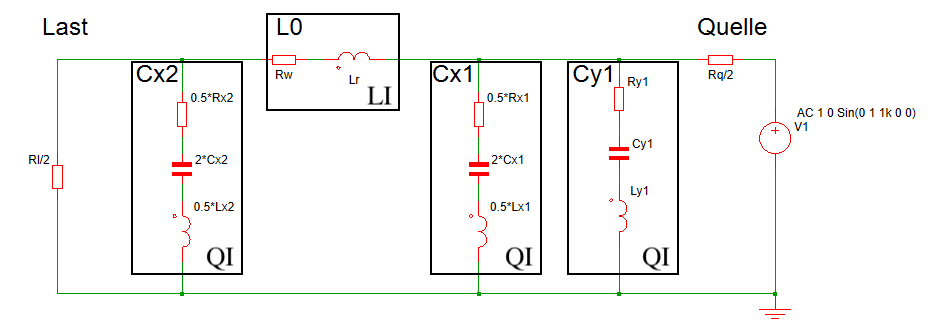 Last
L0
Quelle
Rw
Lr
LI
Cx2
0.5*Rx2
2*Cx2
0.5*Lx2
QI
Cx1
0.5*Rx1
2*Cx1
0.5*Lx1
QI
Cy1
Ry1
Cy1
Ly1
QI
Rq/2
AC 1 0 Sin(0 1 1k 0 0)
V1
Rl/2